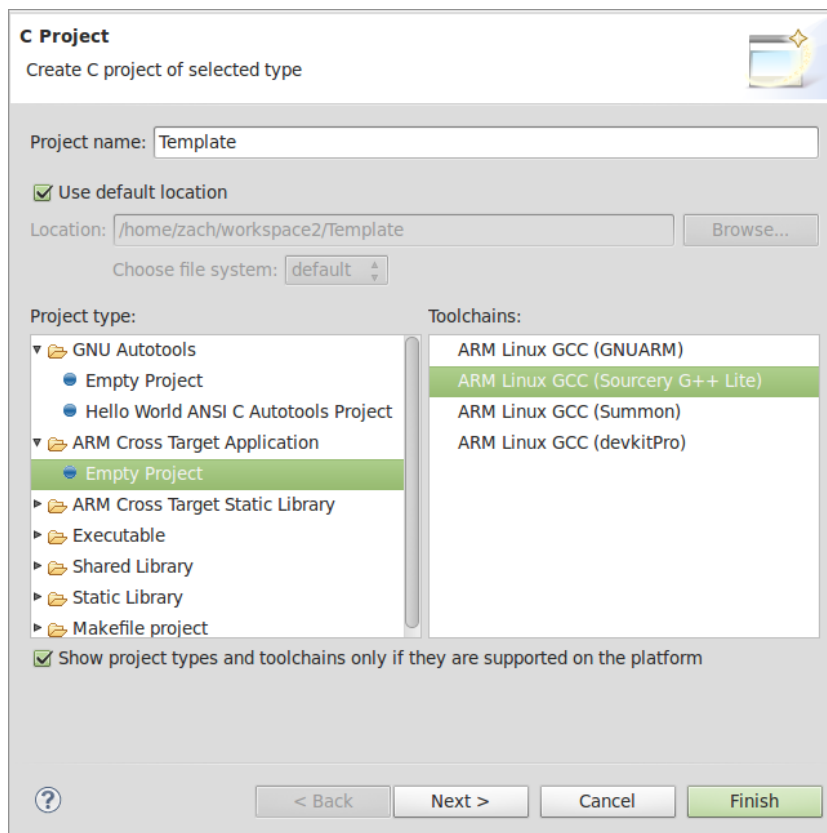 C Project
Create C project of selected type
Project name: Template
Use default location
Location: /home/zach/workspace2/Template Browse...
Choose file system: default
Project type:
GNU Autotools
Empty Project
Hello World ANSI C Autotools Project
ARM Cross Target Application
Empty Project
ARM Cross Target Static Library
Executable
Shared Library
Static Library
Makefile project
Toolchains:
ARM Linux GCC (GNUARM)
ARM Linux GCC (Sourcery G++ Lite)
ARM Linux GCC (Summon)
ARM Linux GCC (devkitPro)
Show project types and toolchains only if they are supported on the platform
? < Back Next > Cancel Finish